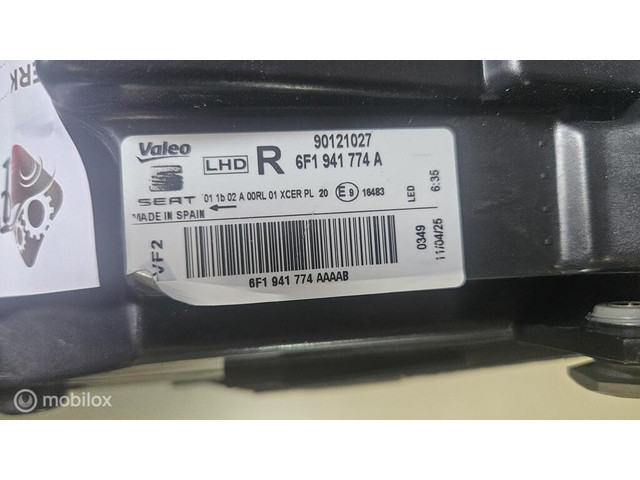 ERK
Valeo
LHD R
90121027
6F1 941 774 A
SEAT
01 1b 02 A 00RL 01 XCER PL 20 E9 16483
MADE IN SPAIN
VF2
LED 6:35
0349 11/04/25
6F1 941 774 AAAAB
mobilox